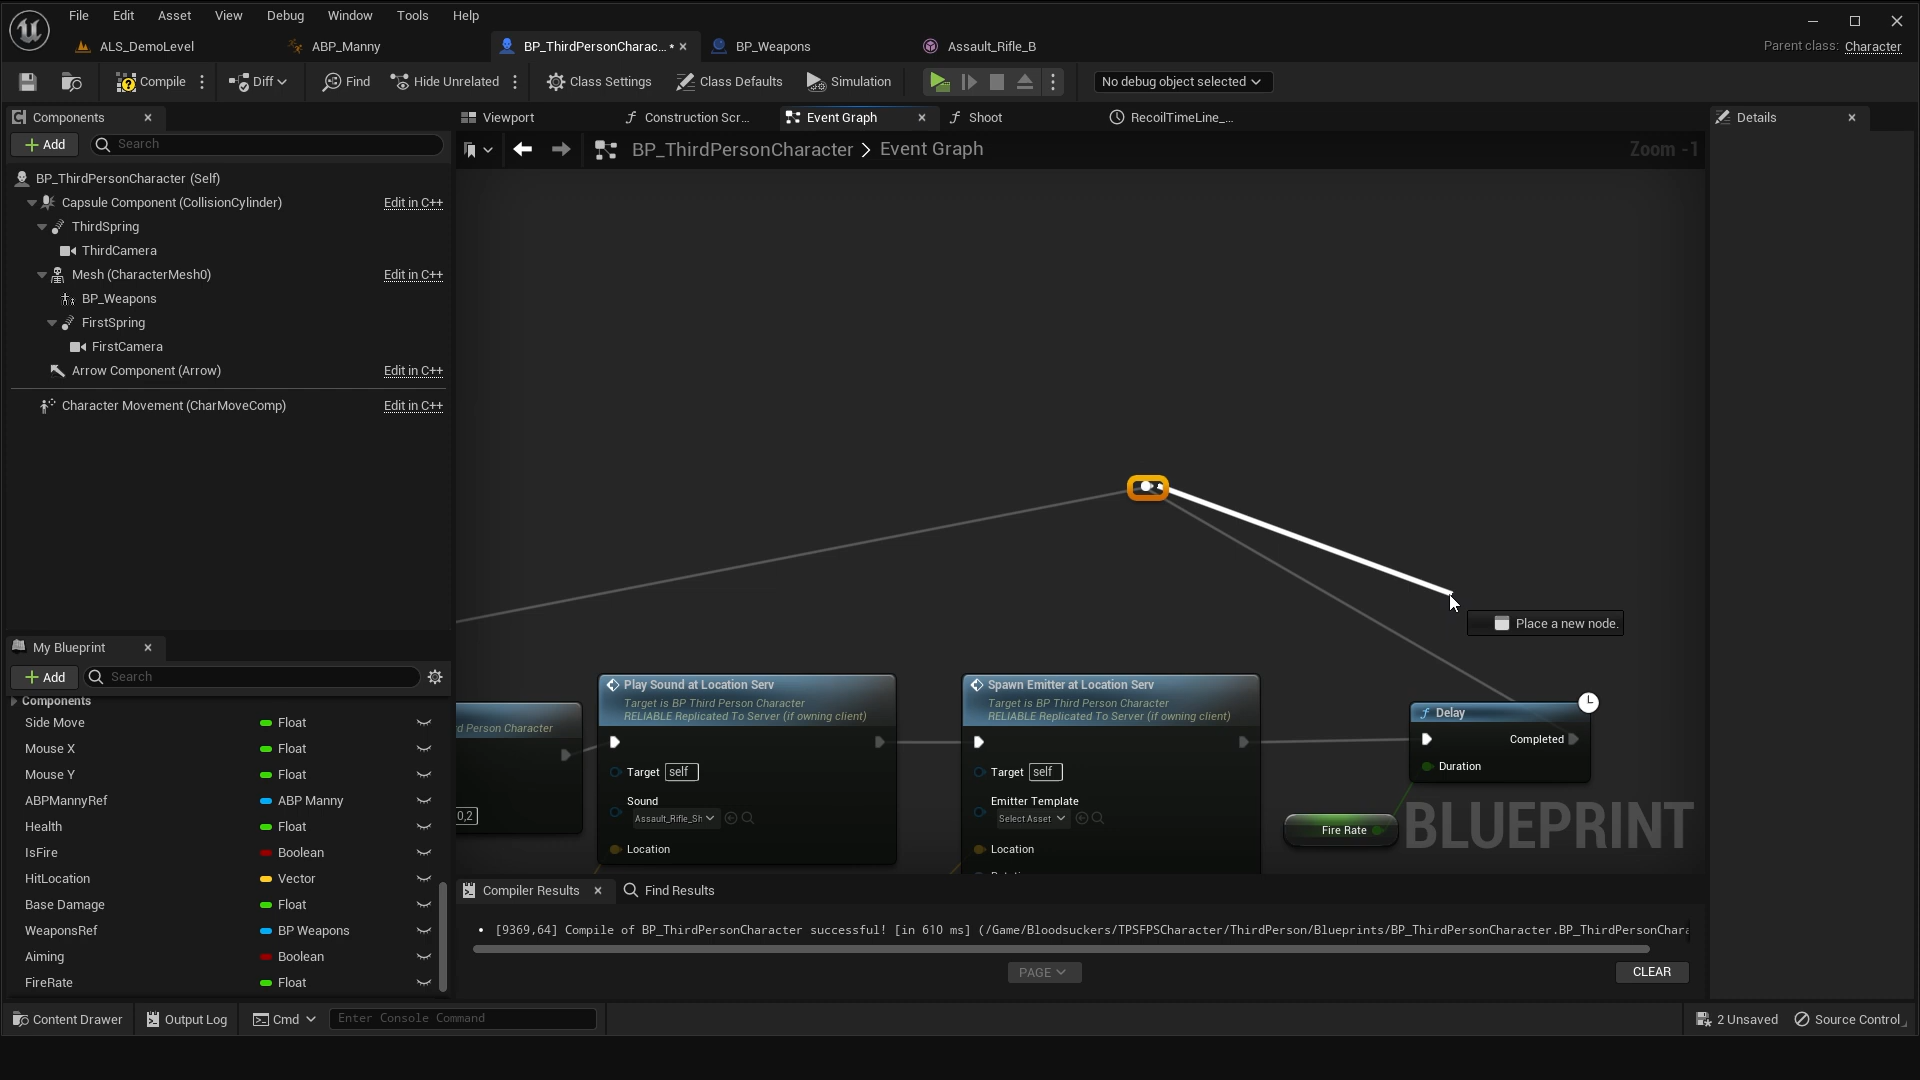 File Edit Asset View Debug Window Tools Help
ALS_DemoLevel ABP_Manny BP_ThirdPersonCharac... * BP_Weapons Assault_Rifle_B Parent class: Character
Compile Diff Find Hide Unrelated Class Settings Class Defaults Simulation No debug object selected
Components Viewport Construction Scr... Event Graph Shoot RecoilTimeLine_... Details
Add Search BP_ThirdPersonCharacter > Event Graph Zoom -1
BP_ThirdPersonCharacter (Self)
Capsule Component (CollisionCylinder) Edit in C++
ThirdSpring
ThirdCamera
Mesh (CharacterMesh0) Edit in C++
BP_Weapons
FirstSpring
FirstCamera
Arrow Component (Arrow) Edit in C++
Character Movement (CharMoveComp) Edit in C++
Place a new node.
My Blueprint
Add Search
Components
Side Move Float
Mouse X Float
Mouse Y Float
ABPMannyRef ABP Manny
Health Float
IsFire Boolean
HitLocation Vector
Base Damage Float
WeaponsRef BP Weapons
Aiming Boolean
FireRate Float
d Person Character
0,2
Play Sound at Location Serv
Target is BP Third Person Character
RELIABLE Replicated To Server (if owning client)
Target self
Sound
Assault_Rifle_Sh
Location
Spawn Emitter at Location Serv
Target is BP Third Person Character
RELIABLE Replicated To Server (if owning client)
Target self
Emitter Template
Select Asset
Location
Delay
Completed
Duration
Fire Rate
BLUEPRINT
Compiler Results Find Results
[9369,64] Compile of BP_ThirdPersonCharacter successful! [in 610 ms] (/Game/Bloodsuckers/TPSFPSCharacter/ThirdPerson/Blueprints/BP_ThirdPersonCharacter.BP_ThirdPersonChara
PAGE CLEAR
Content Drawer Output Log Cmd Enter Console Command 2 Unsaved Source Control